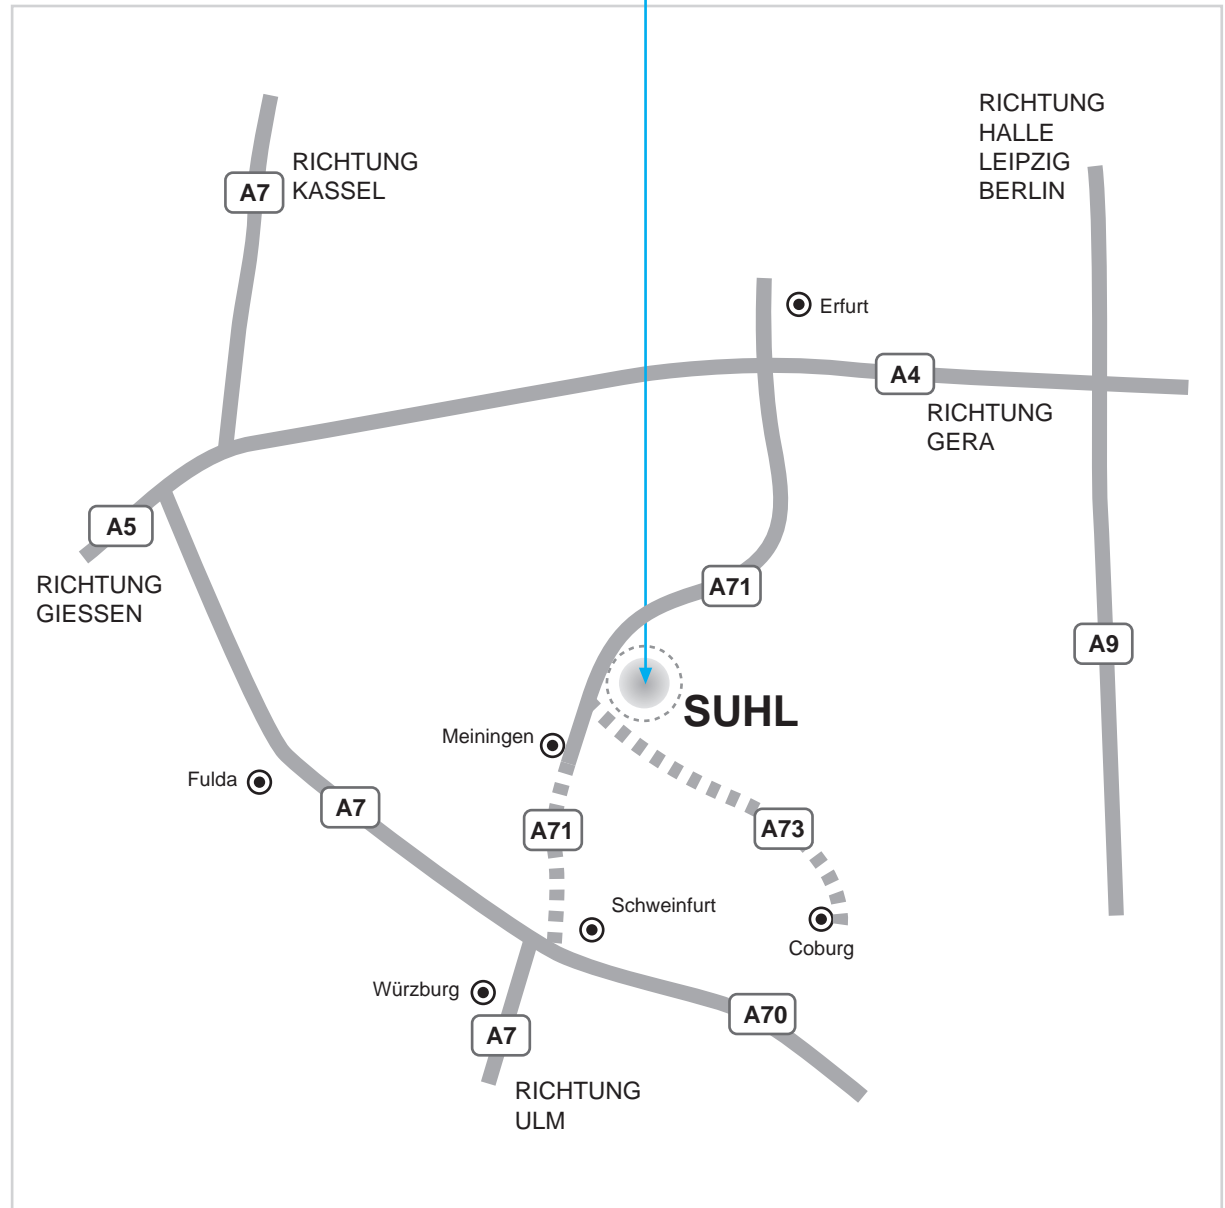 RICHTUNG
HALLE
LEIPZIG
BERLIN
RICHTUNG
KASSEL
A7
Erfurt
A4
RICHTUNG
GERA
A5
RICHTUNG
GIESSEN
A71
A9
SUHL
Meiningen
Fulda
A7
A71
A73
Schweinfurt
Coburg
Würzburg
A70
A7
RICHTUNG
ULM